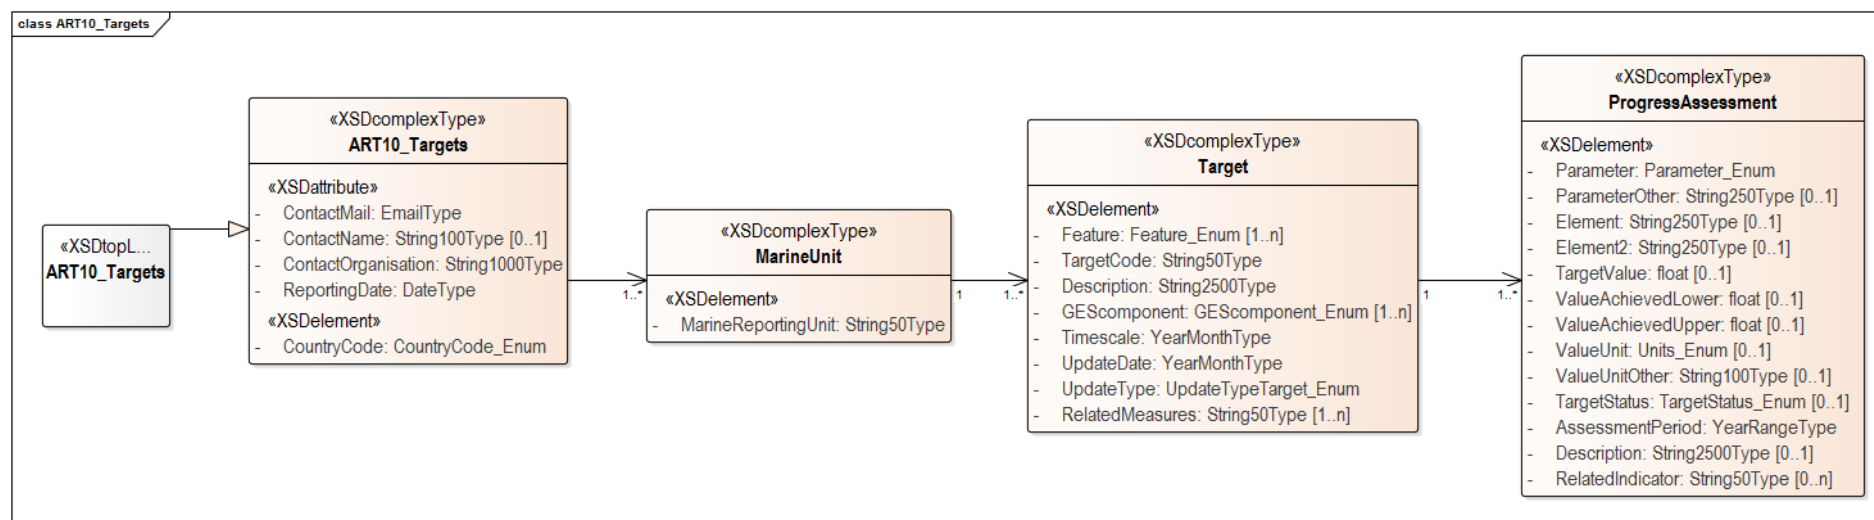 class ART10_Targets
«XSDtopL...
ART10_Targets
«XSDcomplexType»
ART10_Targets
«XSDattribute»
- ContactMail: EmailType
- ContactName: String100Type [0..1]
- ContactOrganisation: String1000Type
- ReportingDate: DateType
«XSDelement»
- CountryCode: CountryCode_Enum
1..*
«XSDcomplexType»
MarineUnit
«XSDelement»
- MarineReportingUnit: String50Type
1
1..*
«XSDcomplexType»
Target
«XSDelement»
- Feature: Feature_Enum [1..n]
- TargetCode: String50Type
- Description: String2500Type
- GEScomponent: GEScomponent_Enum [1..n]
- Timescale: YearMonthType
- UpdateDate: YearMonthType
- UpdateType: UpdateTypeTarget_Enum
- RelatedMeasures: String50Type [1..n]
1
1..*
«XSDcomplexType»
ProgressAssessment
«XSDelement»
- Parameter: Parameter_Enum
- ParameterOther: String250Type [0..1]
- Element: String250Type [0..1]
- Element2: String250Type [0..1]
- TargetValue: float [0..1]
- ValueAchievedLower: float [0..1]
- ValueAchievedUpper: float [0..1]
- ValueUnit: Units_Enum [0..1]
- ValueUnitOther: String100Type [0..1]
- TargetStatus: TargetStatus_Enum [0..1]
- AssessmentPeriod: YearRangeType
- Description: String2500Type [0..1]
- RelatedIndicator: String50Type [0..n]